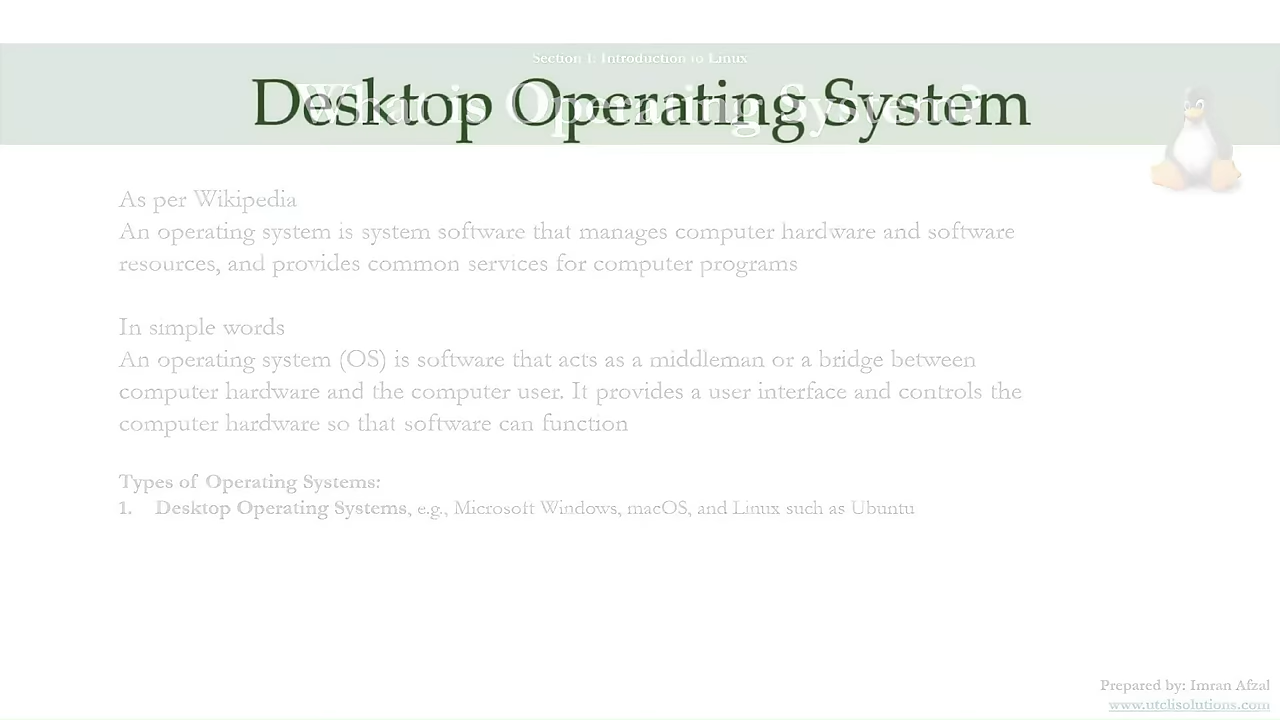 Section 1: Introduction to Linux
Desktop Operating System
What is Operating System?
As per Wikipedia
An operating system is system software that manages computer hardware and software
resources, and provides common services for computer programs
In simple words
An operating system (OS) is software that acts as a middleman or a bridge between
computer hardware and the computer user. It provides a user interface and controls the
computer hardware so that software can function
Types of Operating Systems:
1. Desktop Operating Systems, e.g., Microsoft Windows, macOS, and Linux such as Ubuntu
Prepared by: Imran Afzal
www.utclisolutions.com